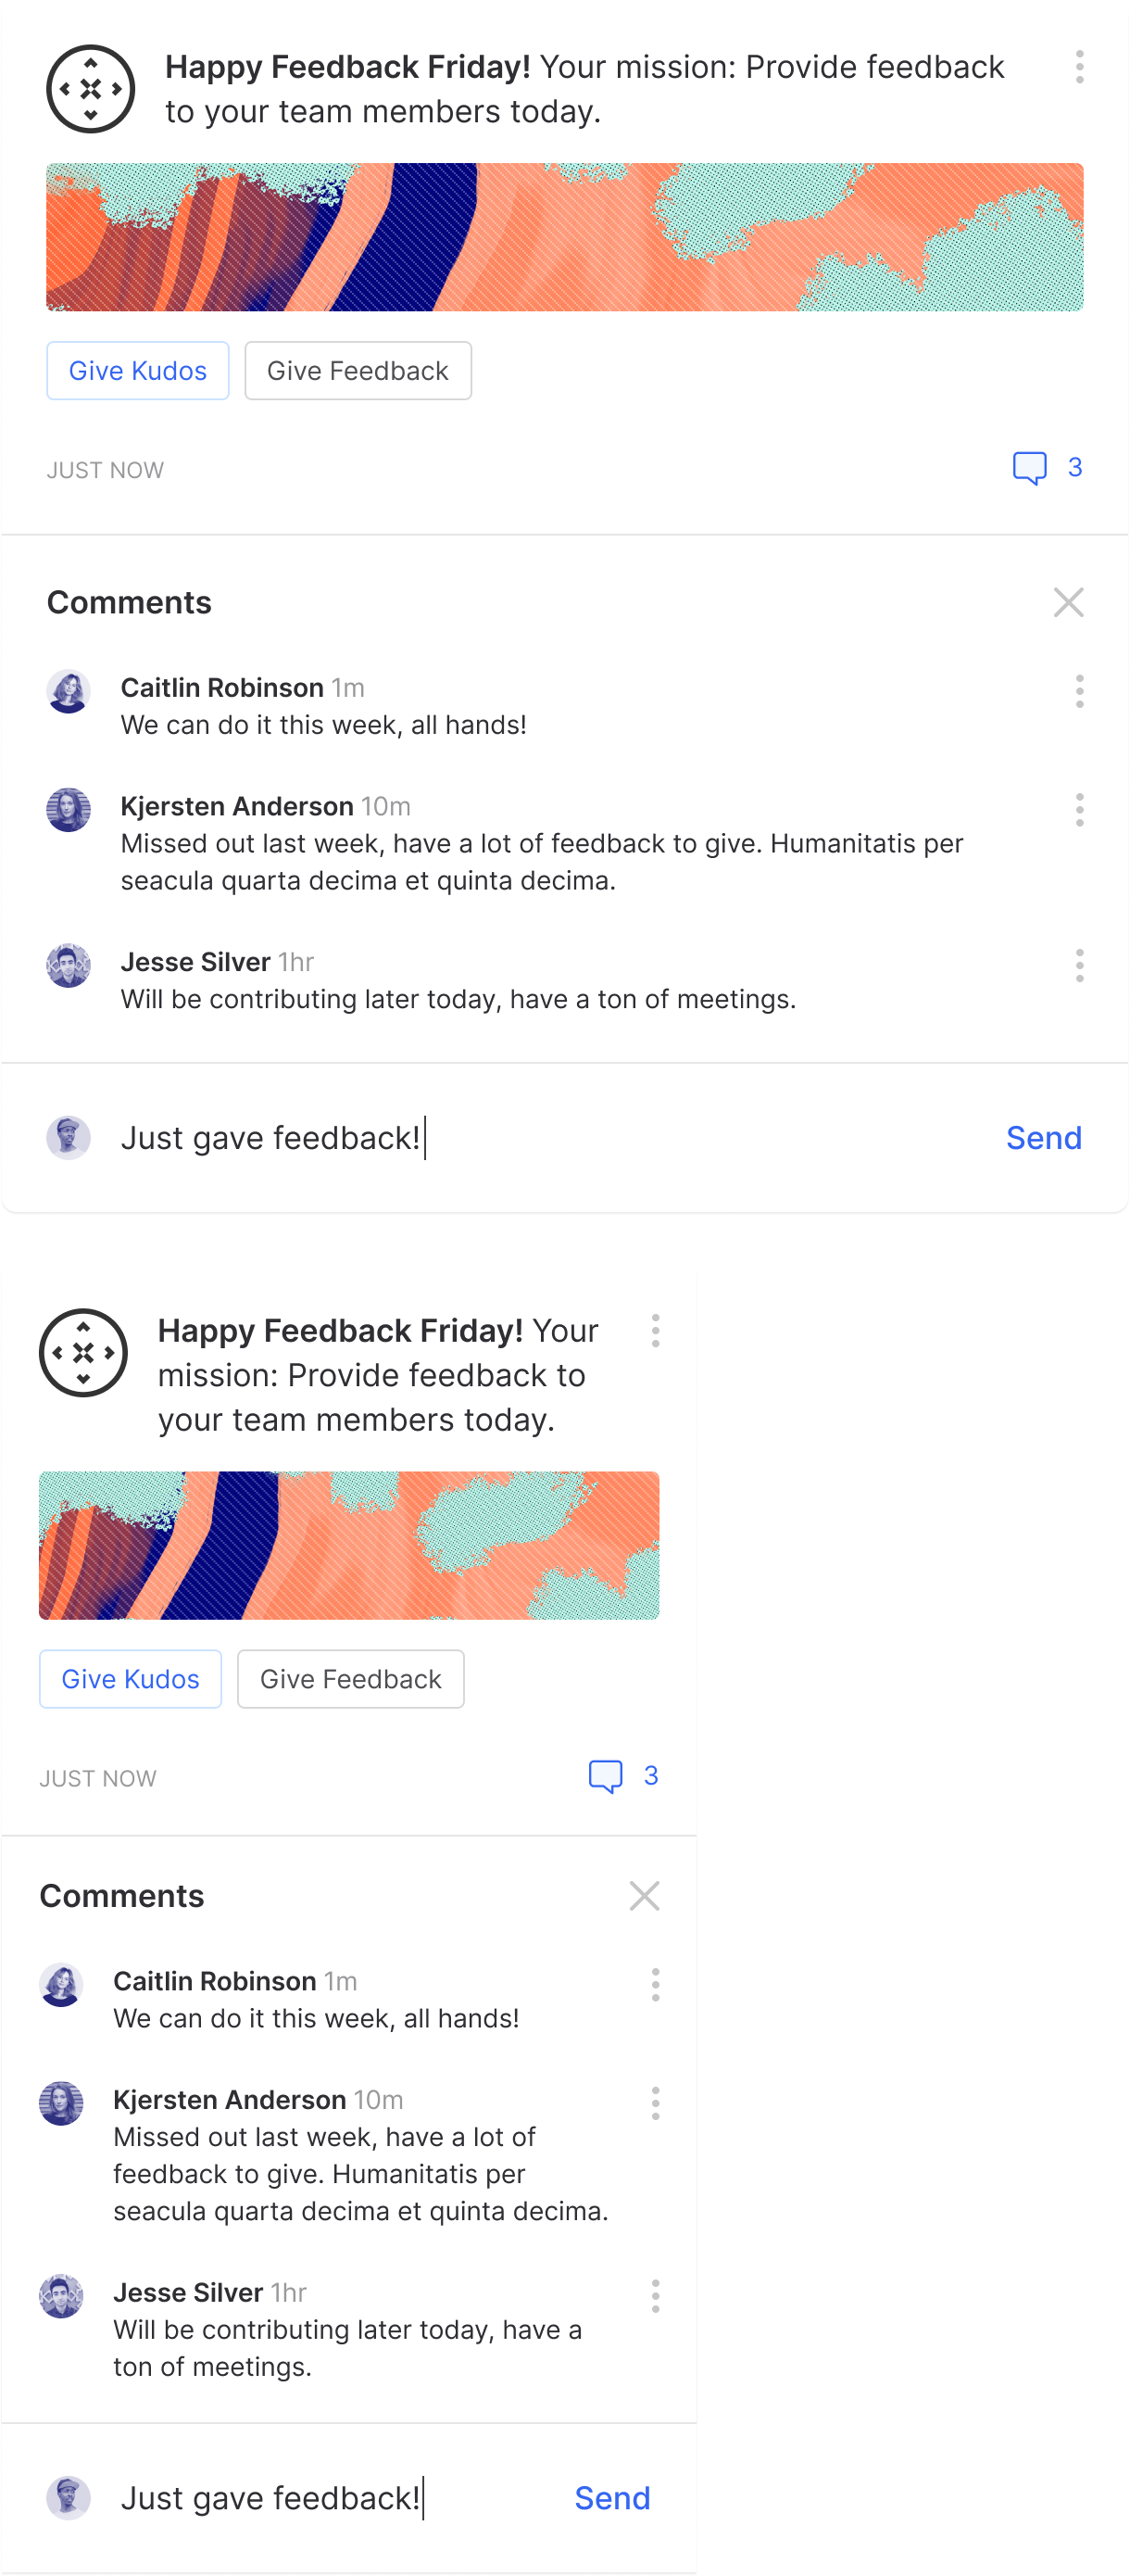 Happy Feedback Friday! Your mission: Provide feedback
to your team members today.
Give Kudos
Give Feedback
JUST NOW
3
Comments
Caitlin Robinson 1m
We can do it this week, all hands!
Kjersten Anderson 10m
Missed out last week, have a lot of feedback to give. Humanitatis per
seacula quarta decima et quinta decima.
Jesse Silver 1hr
Will be contributing later today, have a ton of meetings.
Just gave feedback!
Send
Happy Feedback Friday! Your
mission: Provide feedback to
your team members today.
Give Kudos
Give Feedback
JUST NOW
3
Comments
Caitlin Robinson 1m
We can do it this week, all hands!
Kjersten Anderson 10m
Missed out last week, have a lot of
feedback to give. Humanitatis per
seacula quarta decima et quinta decima.
Jesse Silver 1hr
Will be contributing later today, have a
ton of meetings.
Just gave feedback!
Send